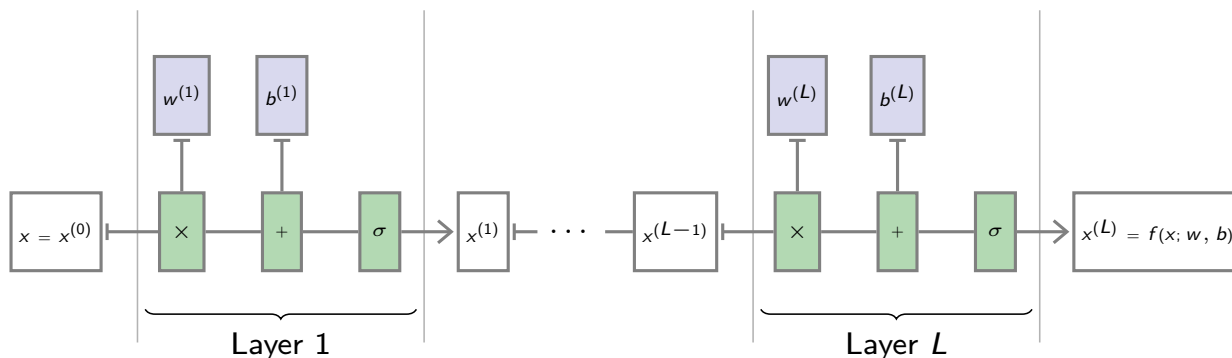 w^(1) b^(1) w^(L) b^(L)
x = x^(0) × + σ x^(1) ··· x^(L−1) × + σ x^(L) = f(x; w, b)
Layer 1 Layer L